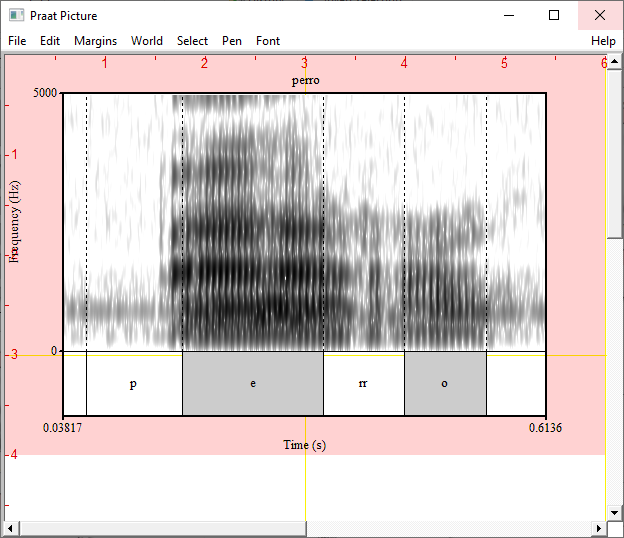 Praat Picture
File Edit Margins World Select Pen Font Help
1 2 3 4 5 6
perro
5000
1
Frequency (Hz)
0
3
p e rr o
0.03817 0.6136
Time (s)
4